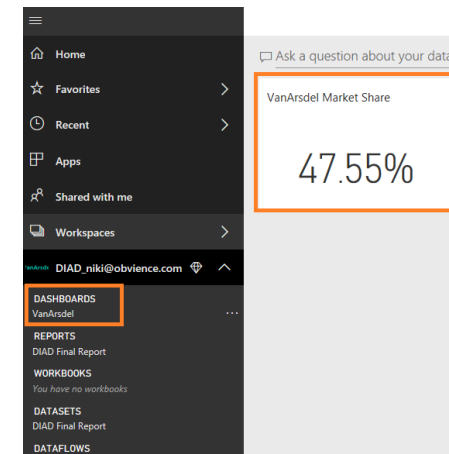 Home
Favorites
Recent
Apps
Shared with me
Workspaces
DIAD_niki@obvience.com
DASHBOARDS
VanArsdel
REPORTS
DIAD Final Report
WORKBOOKS
You have no workbooks
DATASETS
DIAD Final Report
DATAFLOWS
Ask a question about your data
VanArsdel Market Share
47.55%